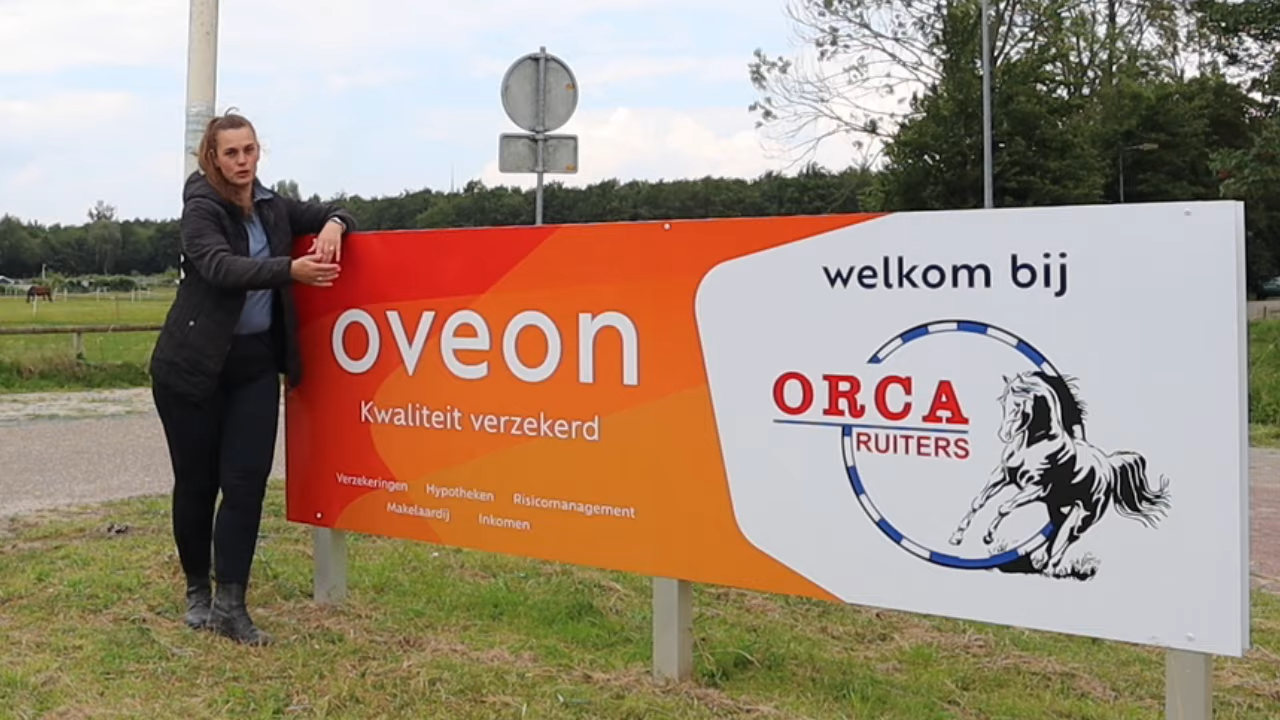 oveon
Kwaliteit verzekerd
Verzekeringen Hypotheken Risicomanagement
Makelaardij Inkomen
welkom bij
ORCA
RUITERS